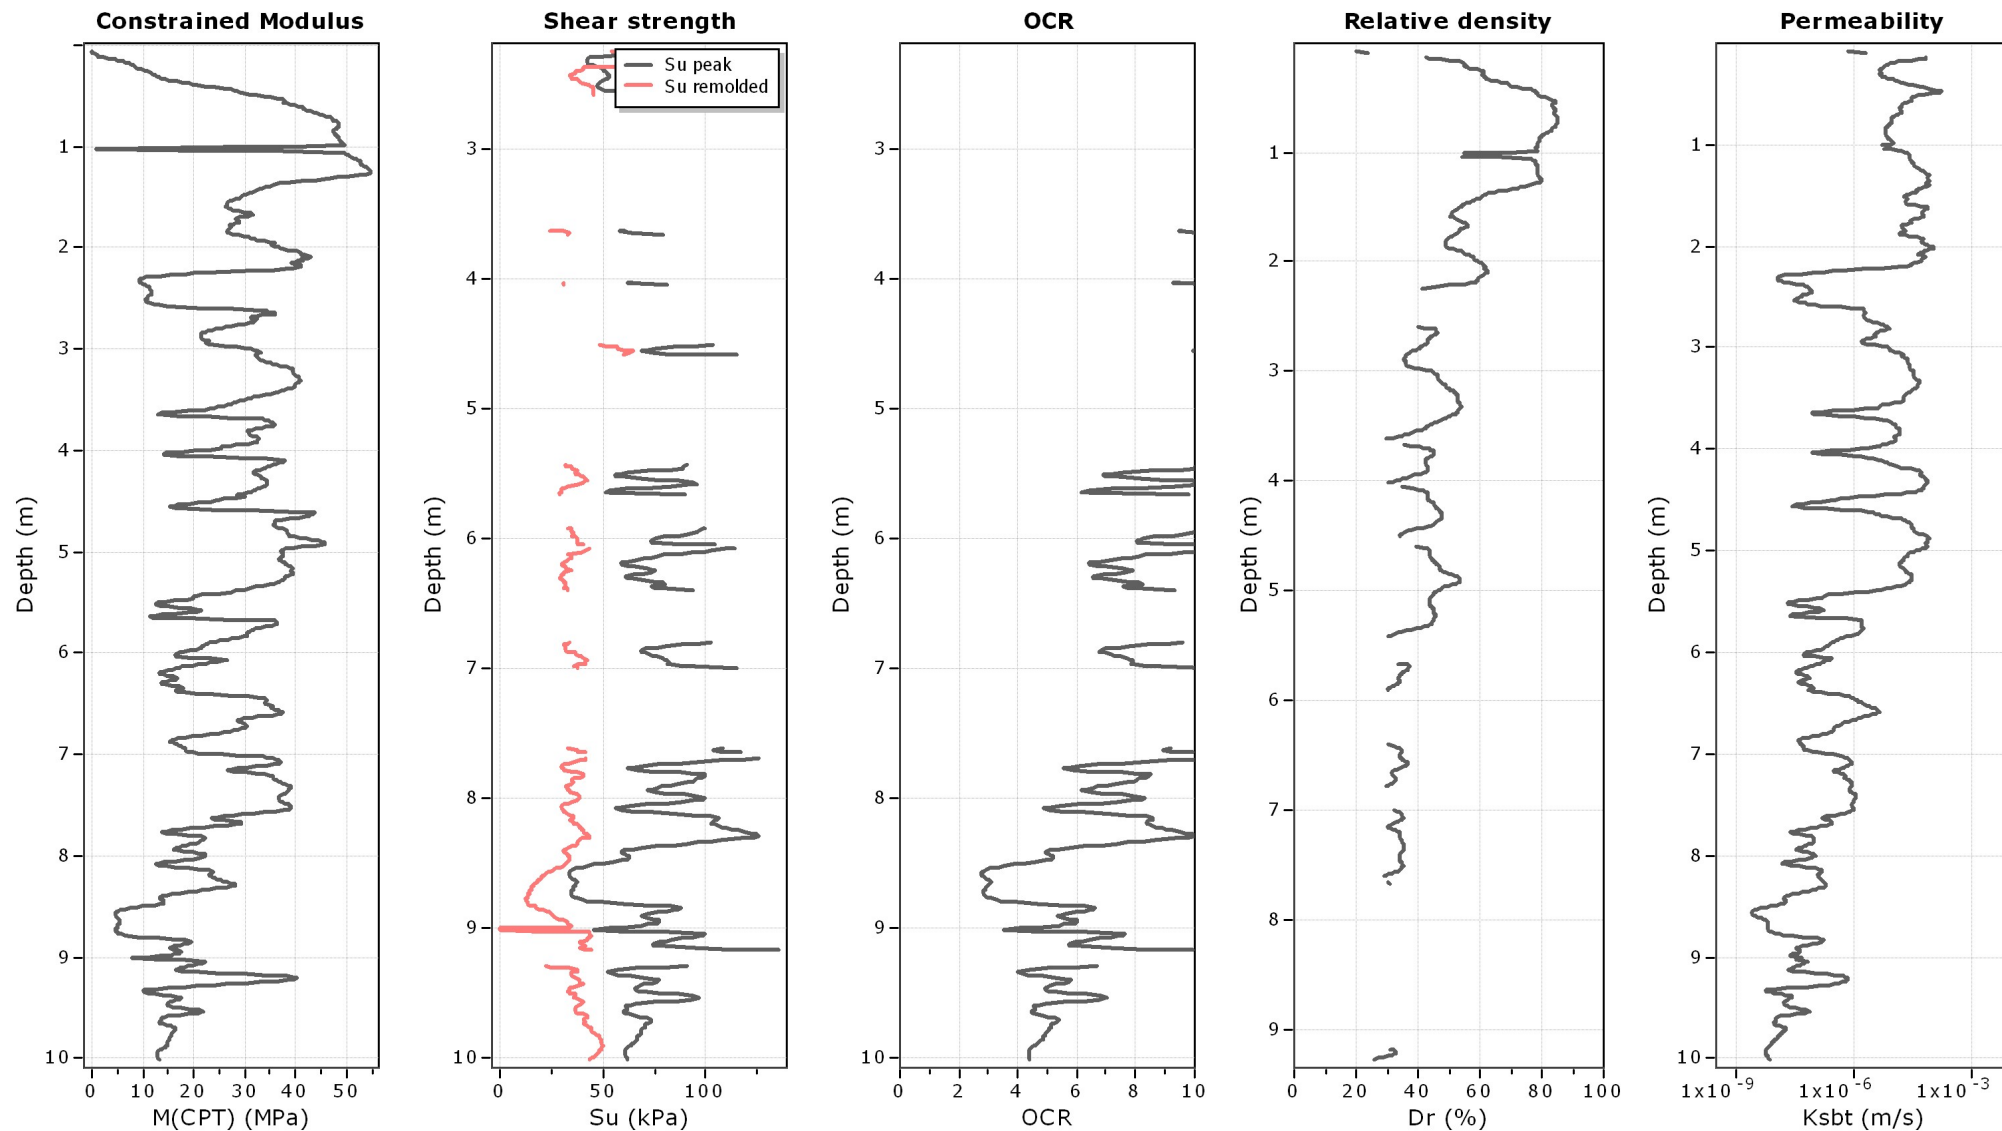 Constrained Modulus
Depth (m)
1
2
3
4
5
6
7
8
9
10
0 10 20 30 40 50
M(CPT) (MPa)
Shear strength
Su peak
Su remolded
Depth (m)
3
4
5
6
7
8
9
10
0 50 100
Su (kPa)
OCR
Depth (m)
3
4
5
6
7
8
9
10
0 2 4 6 8 10
OCR
Relative density
Depth (m)
1
2
3
4
5
6
7
8
9
0 20 40 60 80 100
Dr (%)
Permeability
Depth (m)
1
2
3
4
5
6
7
8
9
10
1x10⁻⁹ 1x10⁻⁶ 1x10⁻³
Ksbt (m/s)